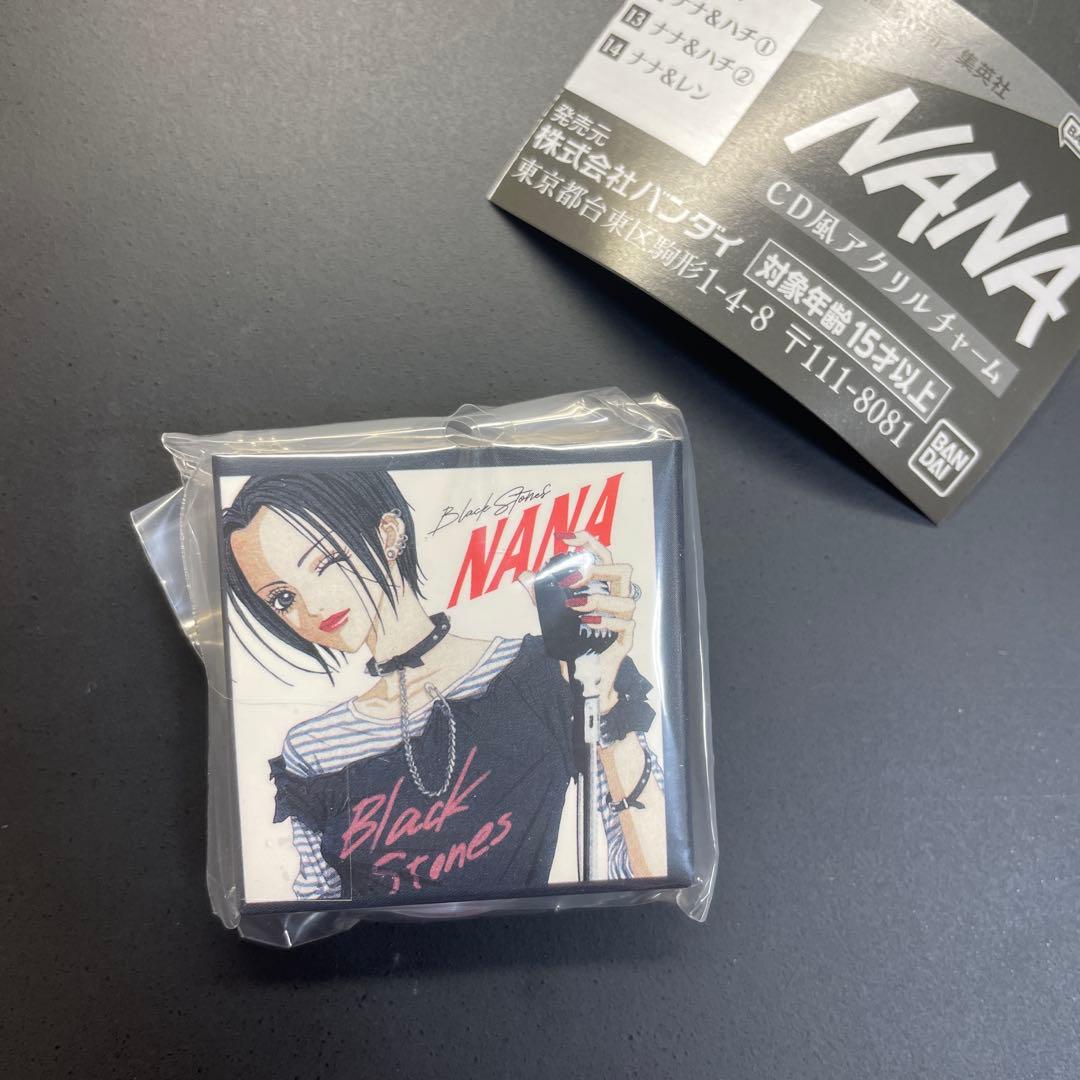 ナナ&ハチ①
13 ナナ&ハチ②
14 ナナ&レン
集英社
NANA
CD風アクリルチャーム
発売元
株式会社バンダイ
対象年齢 15才以上
東京都台東区駒形1-4-8 〒111-8081
BAN
DAI
Black Stones
NANA
Black
Stones